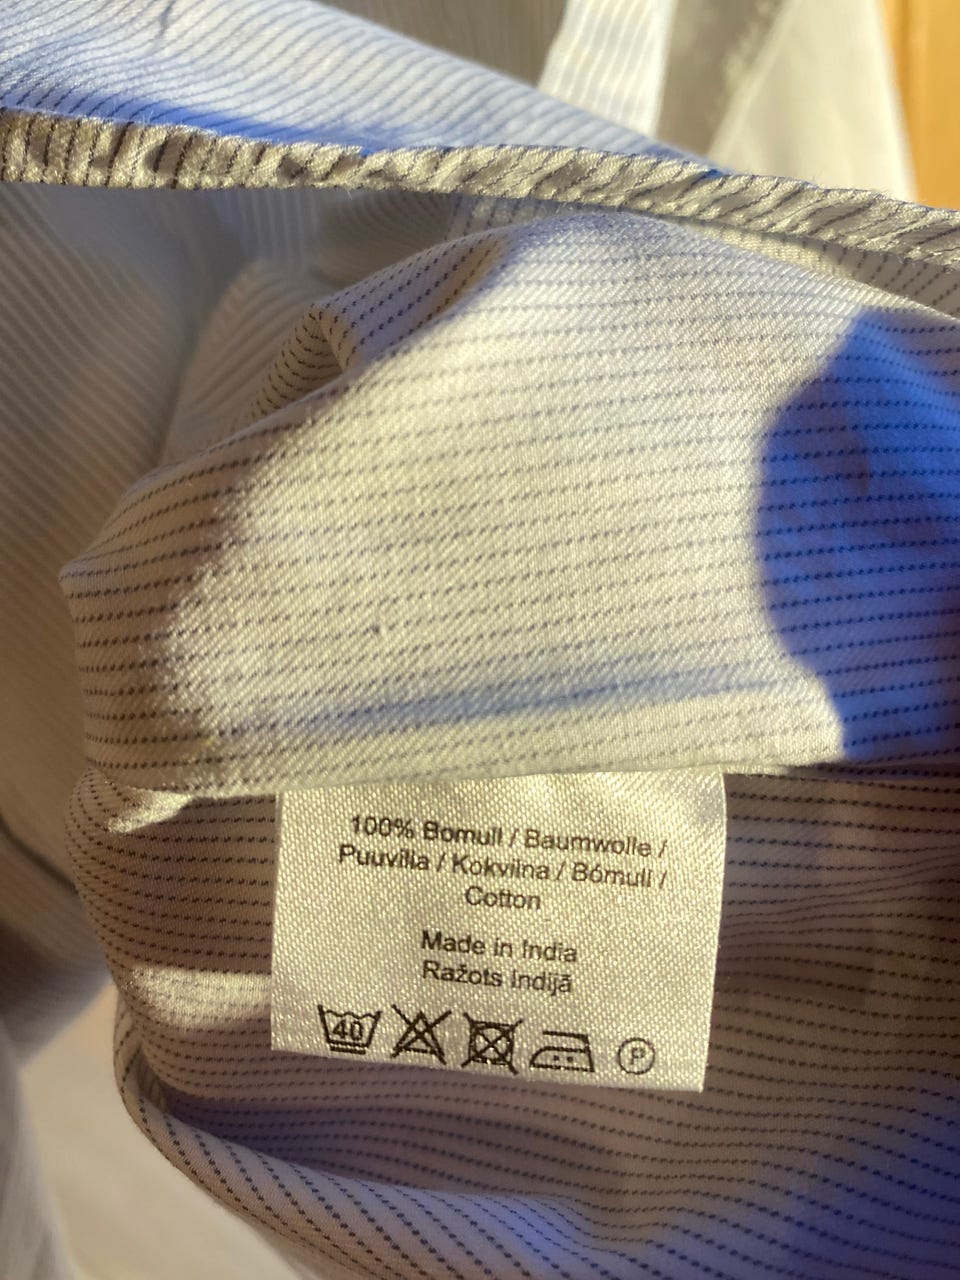 100% Bomull / Baumwolle /
Puuvilla / Kokvilna / Bómull /
Cotton
Made in India
Ražots Indijā
40
P